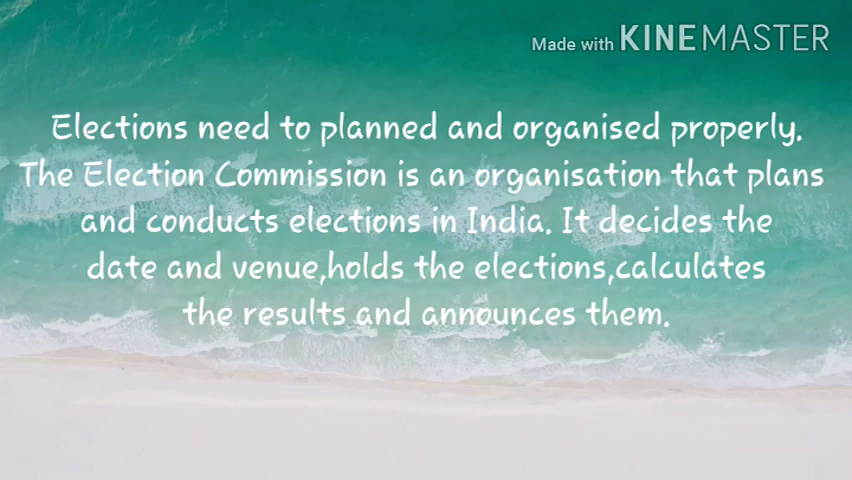 Made with KINEMASTER
Elections need to planned and organised properly.
The Election Commission is an organisation that plans
and conducts elections in India. It decides the
date and venue,holds the elections,calculates
the results and announces them.